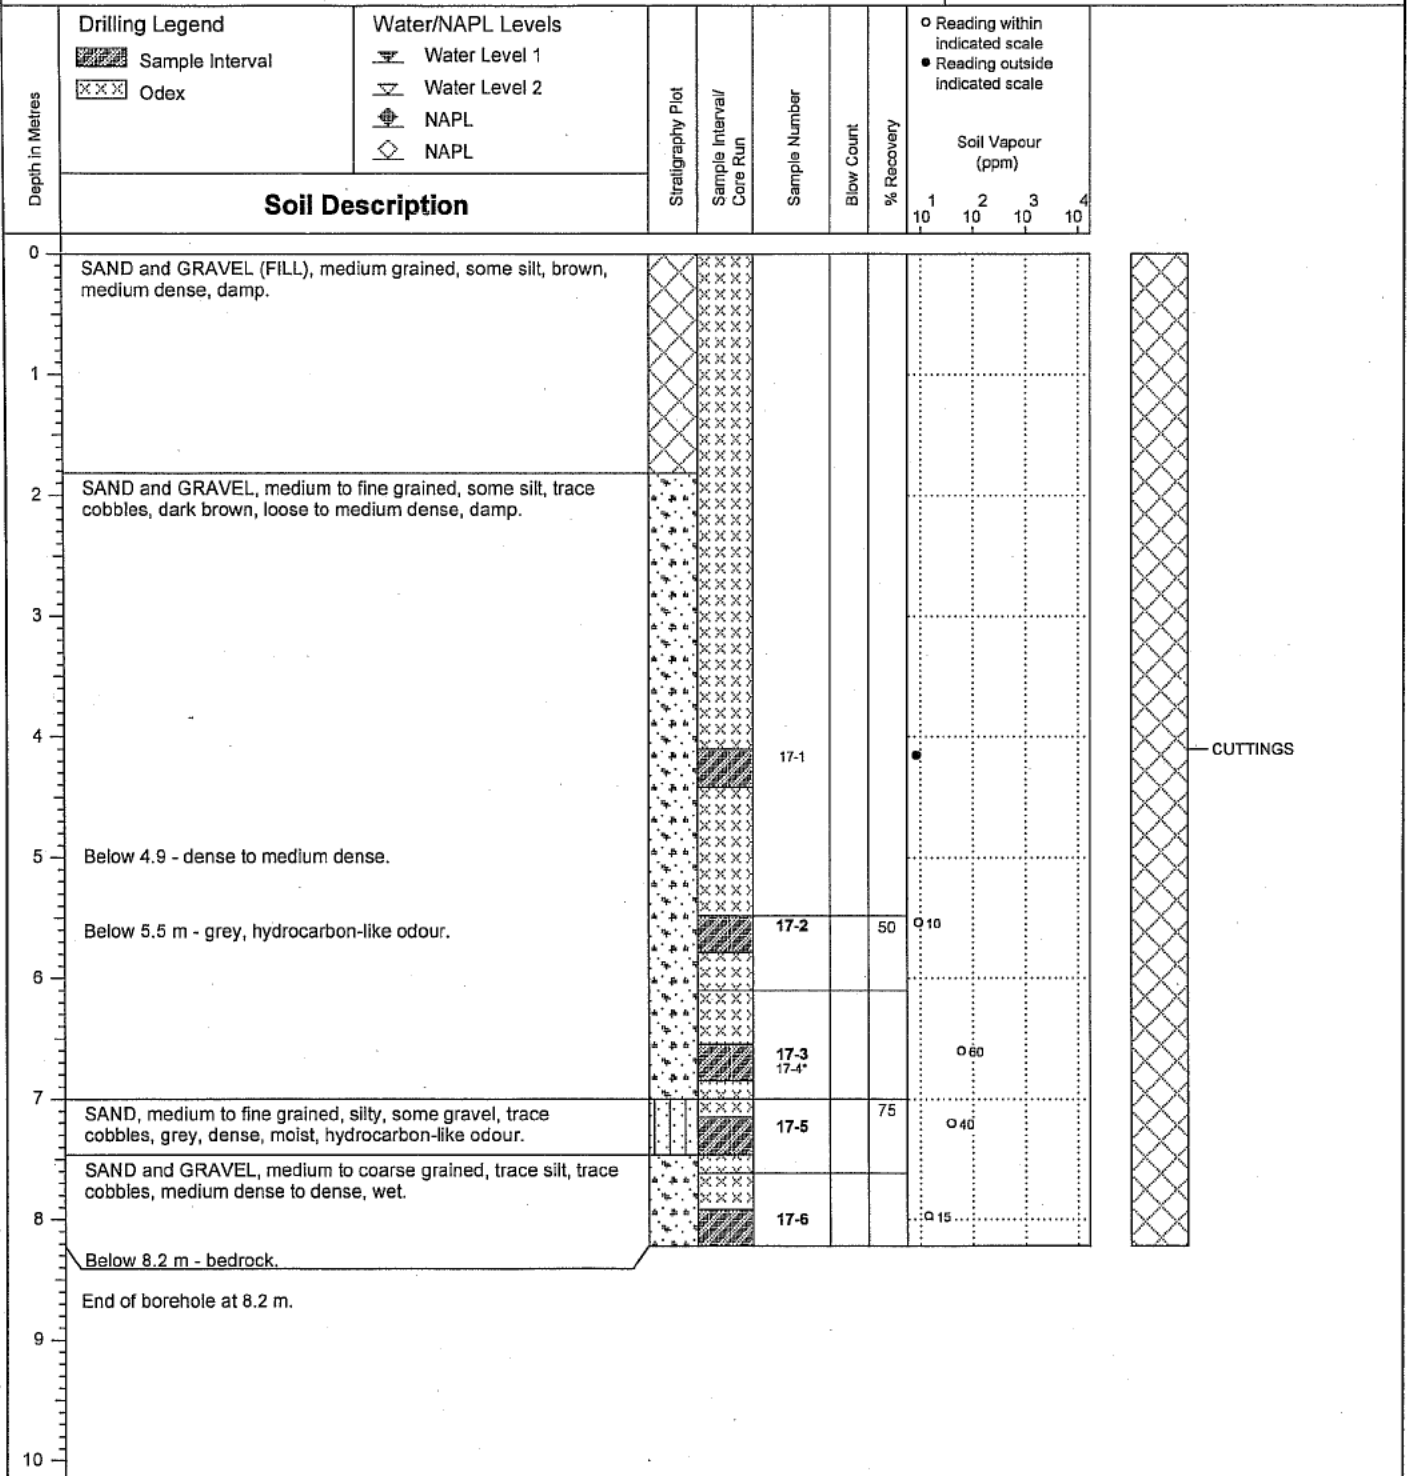 Drilling Legend
Sample Interval
Odex
Water/NAPL Levels
Water Level 1
Water Level 2
NAPL
NAPL
Reading within
indicated scale
Reading outside
indicated scale
Depth in Metres
Soil Description
Stratigraphy Plot
Sample Interval/
Core Run
Sample Number
Blow Count
% Recovery
Soil Vapour
(ppm)
10 1 10 2 10 3 10 4
0
SAND and GRAVEL (FILL), medium grained, some silt, brown,
medium dense, damp.
1
2
SAND and GRAVEL, medium to fine grained, some silt, trace
cobbles, dark brown, loose to medium dense, damp.
3
4
17-1
CUTTINGS
5
Below 4.9 - dense to medium dense.
Below 5.5 m - grey, hydrocarbon-like odour.
17-2
50
10
6
17-3
17-4*
60
7
SAND, medium to fine grained, silty, some gravel, trace
cobbles, grey, dense, moist, hydrocarbon-like odour.
17-5
75
40
SAND and GRAVEL, medium to coarse grained, trace silt, trace
cobbles, medium dense to dense, wet.
8
17-6
15
Below 8.2 m - bedrock.
End of borehole at 8.2 m.
9
10